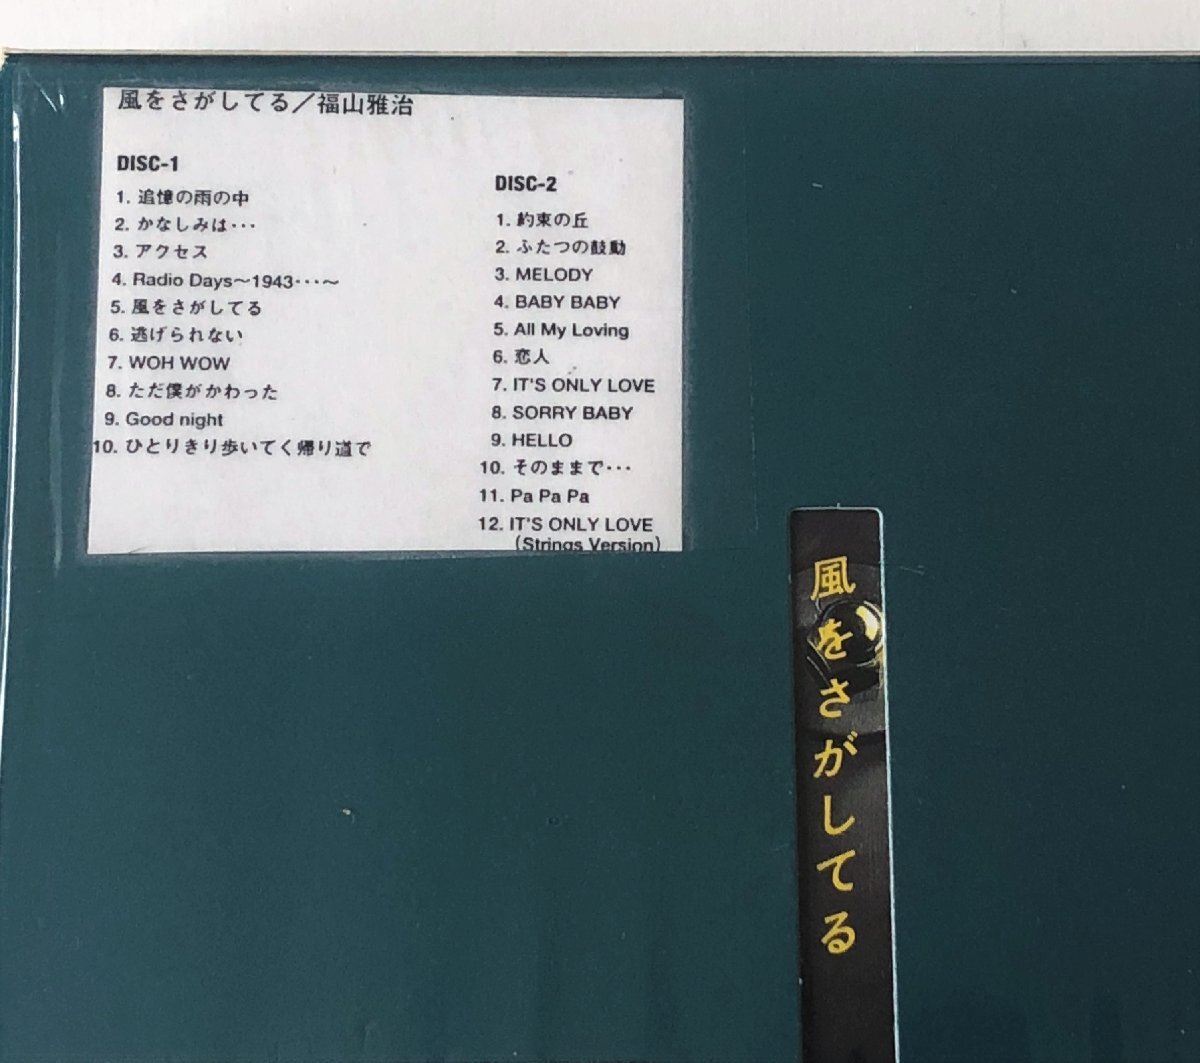 風をさがしてる／福山雅治
DISC-1
1. 追憶の雨の中
2. かなしみは･･･
3. アクセス
4. Radio Days〜1943･･･〜
5. 風をさがしてる
6. 逃げられない
7. WOH WOW
8. ただ僕がかわった
9. Good night
10. ひとりきり歩いてく帰り道で
DISC-2
1. 約束の丘
2. ふたつの鼓動
3. MELODY
4. BABY BABY
5. All My Loving
6. 恋人
7. IT'S ONLY LOVE
8. SORRY BABY
9. HELLO
10. そのままで･･･
11. Pa Pa Pa
12. IT'S ONLY LOVE
(Strings Version)
風をさがしてる